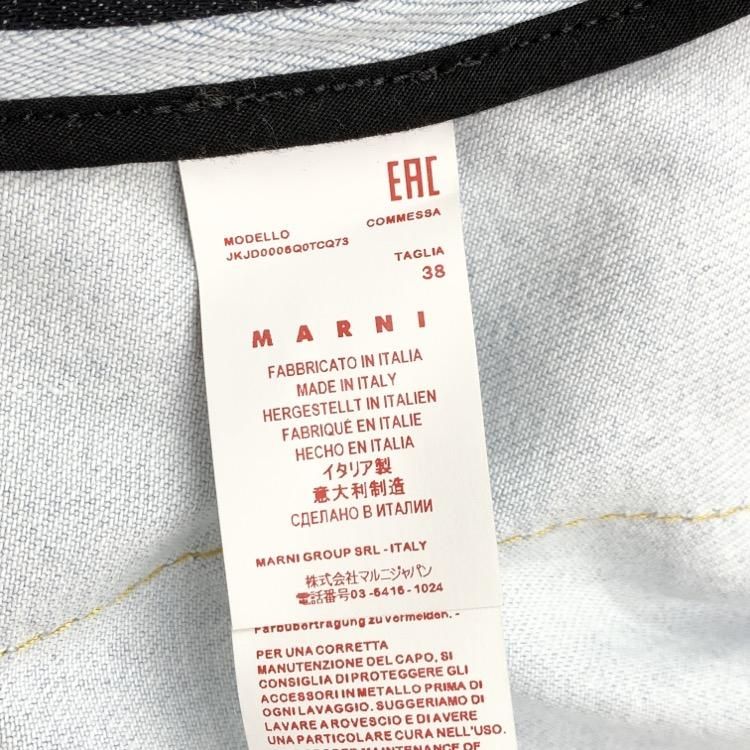 EAC
MODELLO COMMESSA
JKJD0006Q0TCQ73 TAGLIA
38
MARNI
FABBRICATO IN ITALIA
MADE IN ITALY
HERGESTELLT IN ITALIEN
FABRIQUÉ EN ITALIE
HECHO EN ITALIA
イタリア製
意大利制造
СДЕЛАНО В ИТАЛИИ
MARNI GROUP SRL - ITALY
株式会社マルニジャパン
電話番号03-6416-1024
Farbübertragung zu vermeiden. -
PER UNA CORRETTA
MANUTENZIONE DEL CAPO, SI
CONSIGLIA DI PROTEGGERE GLI
ACCESSORI IN METALLO PRIMA DI
OGNI LAVAGGIO. SUGGERIAMO DI
LAVARE A ROVESCIO E DI AVERE
UNA PARTICOLARE CURA NELL'USO.